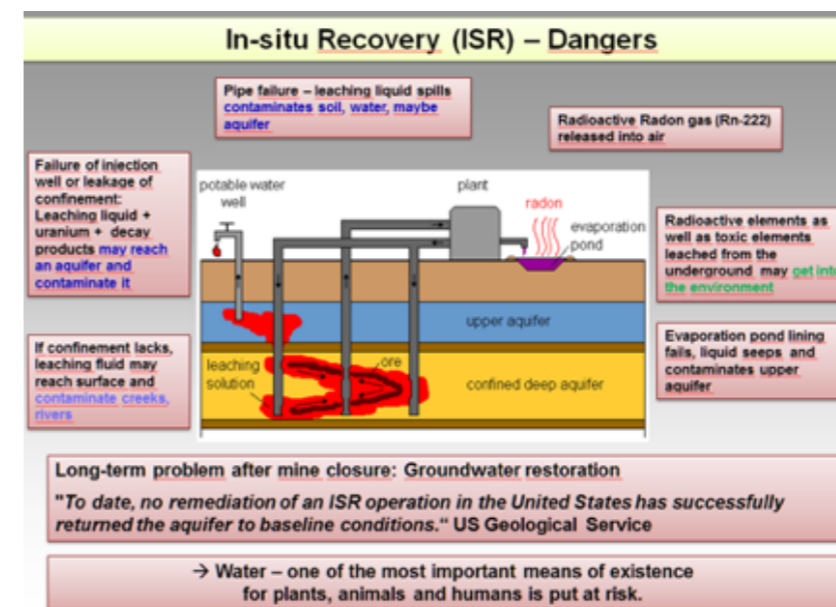 In-situ Recovery (ISR) – Dangers
Pipe failure – leaching liquid spills
contaminates soil, water, maybe
aquifer
Radioactive Radon gas (Rn-222)
released into air
Failure of injection
well or leakage of
confinement:
Leaching liquid +
uranium + decay
products may reach
an aquifer and
contaminate it
potable water
well
plant
radon
evaporation
pond
Radioactive elements as
well as toxic elements
leached from the
underground may get into
the environment
upper aquifer
If confinement lacks,
leaching fluid may
reach surface and
contaminate creeks,
rivers
leaching
solution
ore
confined deep aquifer
Evaporation pond lining
fails, liquid seeps and
contaminates upper
aquifer
Long-term problem after mine closure: Groundwater restoration
"To date, no remediation of an ISR operation in the United States has successfully
returned the aquifer to baseline conditions." US Geological Service
→ Water – one of the most important means of existence
for plants, animals and humans is put at risk.